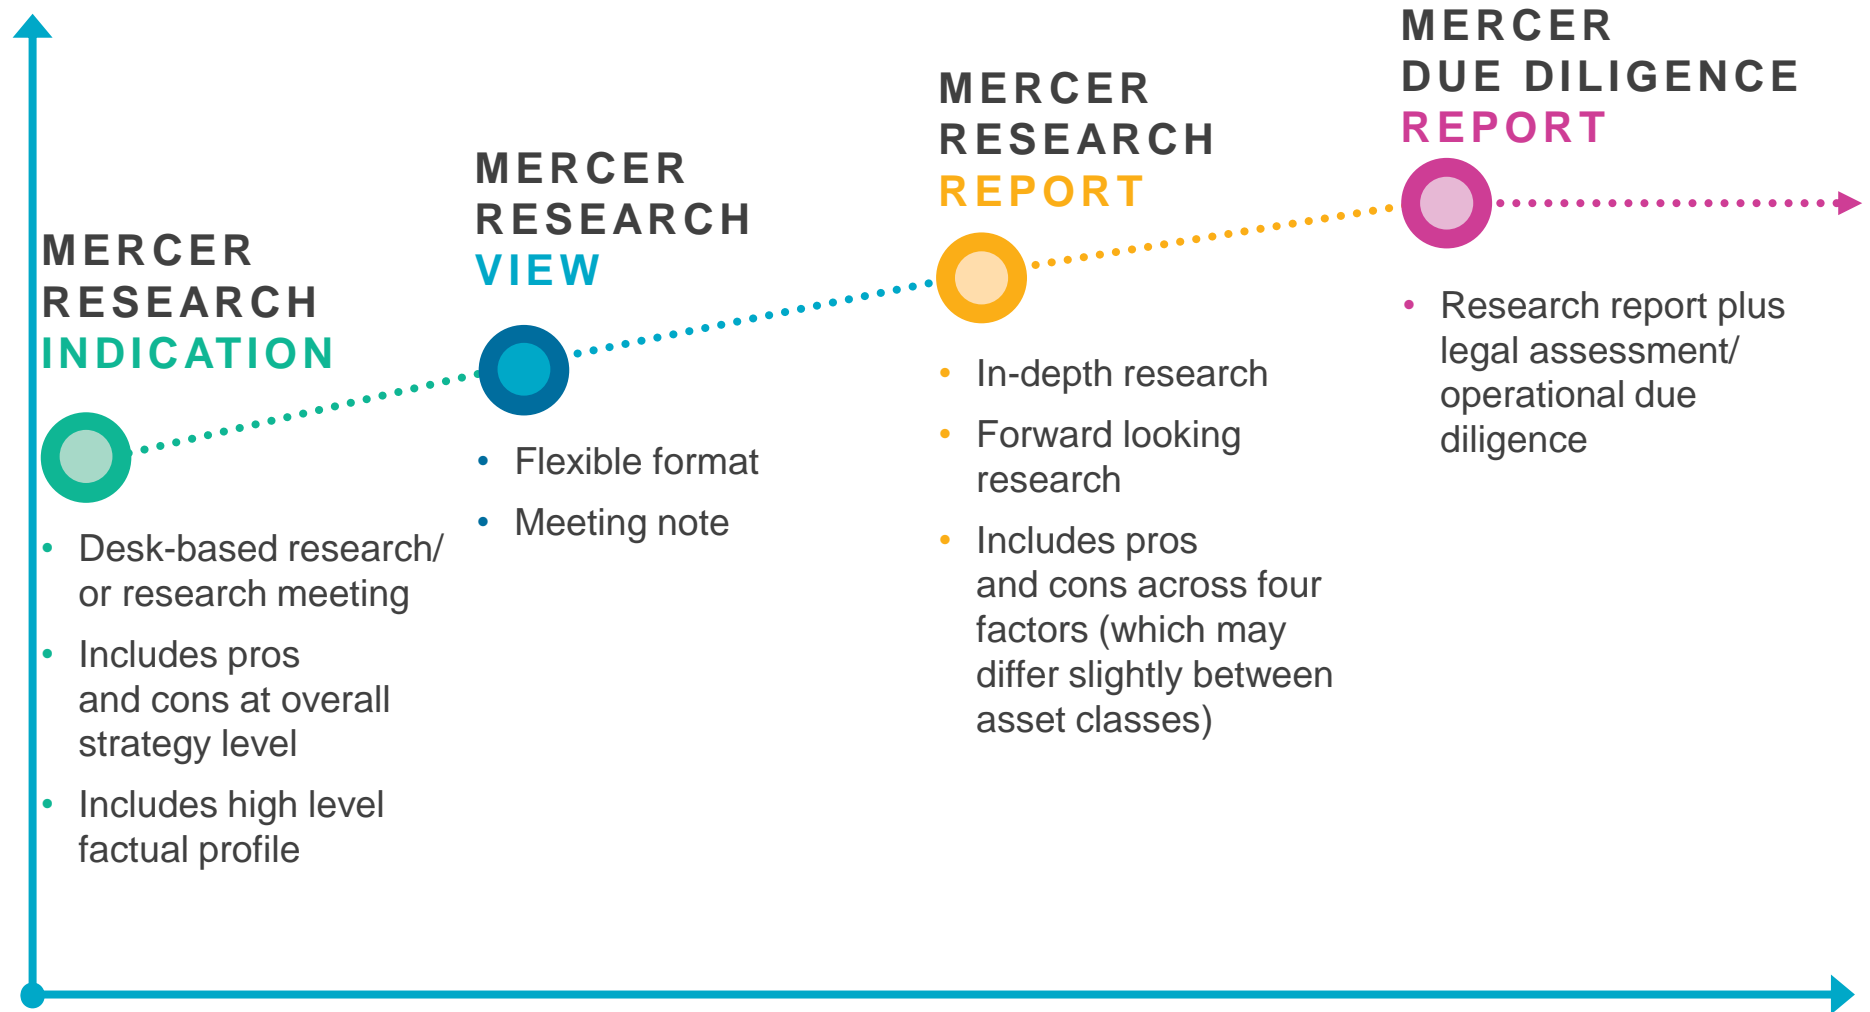 MERCER
RESEARCH
INDICATION
• Desk-based research/
or research meeting
• Includes pros
and cons at overall
strategy level
• Includes high level
factual profile
MERCER
RESEARCH
VIEW
• Flexible format
• Meeting note
MERCER
RESEARCH
REPORT
• In-depth research
• Forward looking
research
• Includes pros
and cons across four
factors (which may
differ slightly between
asset classes)
MERCER
DUE DILIGENCE
REPORT
• Research report plus
legal assessment/
operational due
diligence